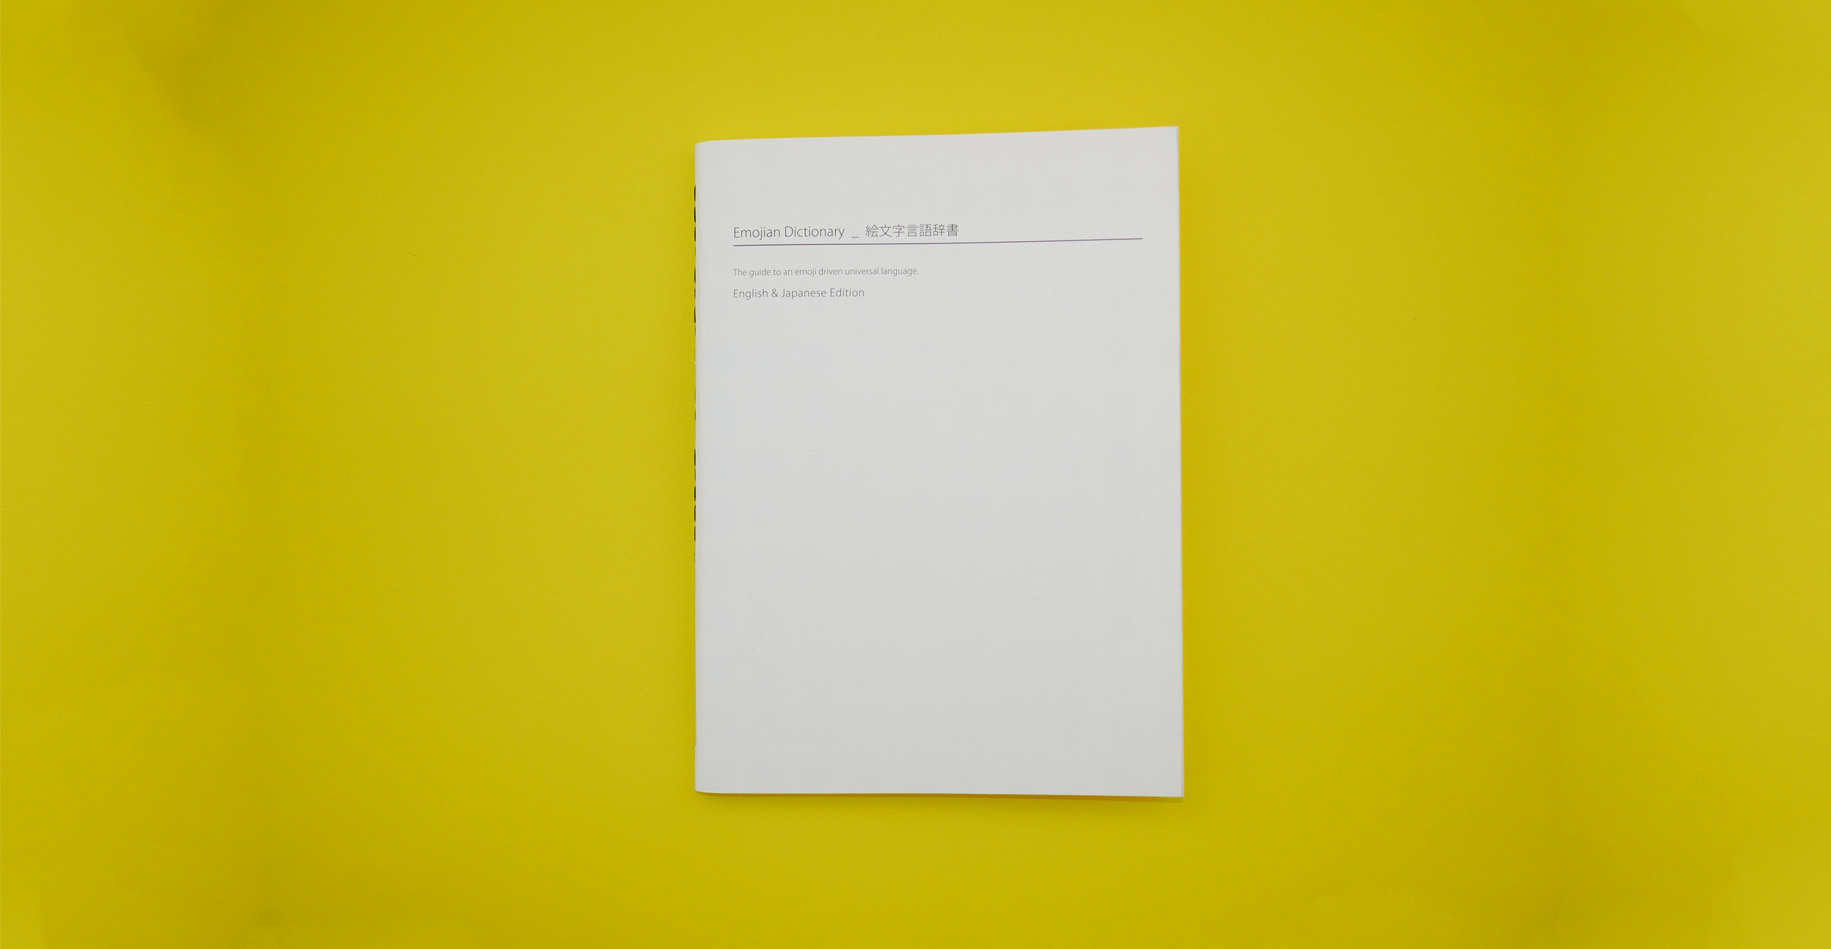 Emojian Dictionary _ 絵文字言語辞書
The guide to an emoji driven universal language.
English & Japanese Edition